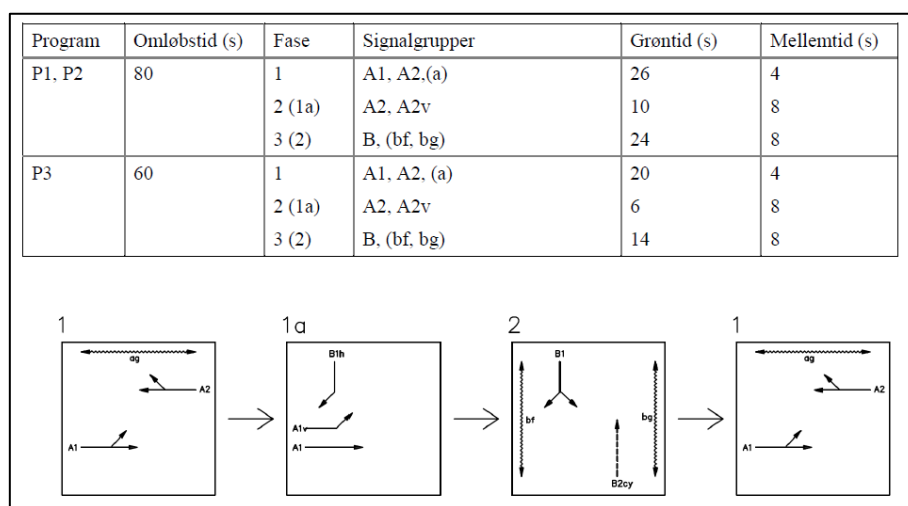 Program Omløbstid (s) Fase Signalgrupper Grøntid (s) Mellemtid (s)
P1, P2 80 1 A1, A2,(a) 26 4
2 (1a) A2, A2v 10 8
3 (2) B, (bf, bg) 24 8
P3 60 1 A1, A2, (a) 20 4
2 (1a) A2, A2v 6 8
3 (2) B, (bf, bg) 14 8
1 1a 2 1
ag B1h B1 ag
A2 A2
bf bg
A1v
A1 A1 A1
B2cy